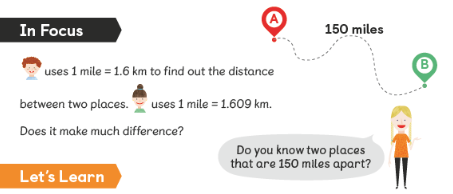 In Focus
A
150 miles
B
uses 1 mile = 1.6 km to find out the distance
between two places. uses 1 mile = 1.609 km.
Does it make much difference?
Do you know two places
that are 150 miles apart?
Let's Learn